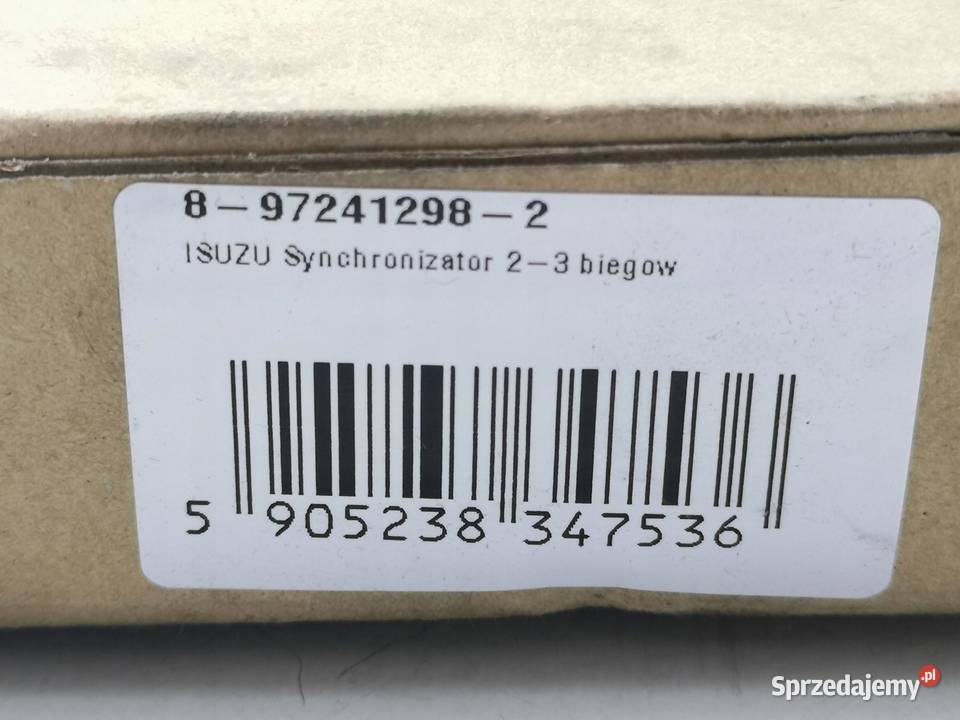 8-97241298-2
ISUZU Synchronizator 2-3 biegow
5 905238 347536
Sprzedajemy.pl